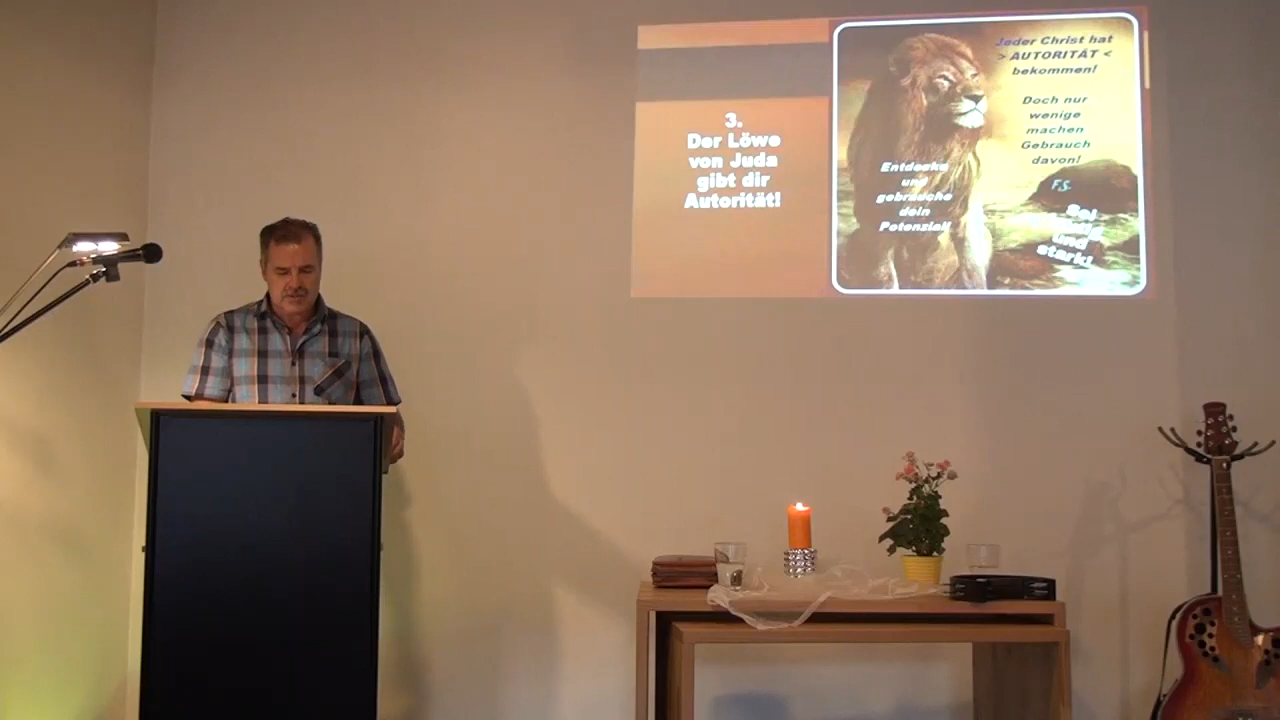 3.
Der Löwe
von Juda
gibt dir
Autorität!
Jeder Christ hat
> AUTORITÄT <
bekommen!
Doch nur
wenige
machen
Gebrauch
davon!
F.S.
Entdecke
und
gebrauche
dein
Potenzial!
Sei
und
stark!